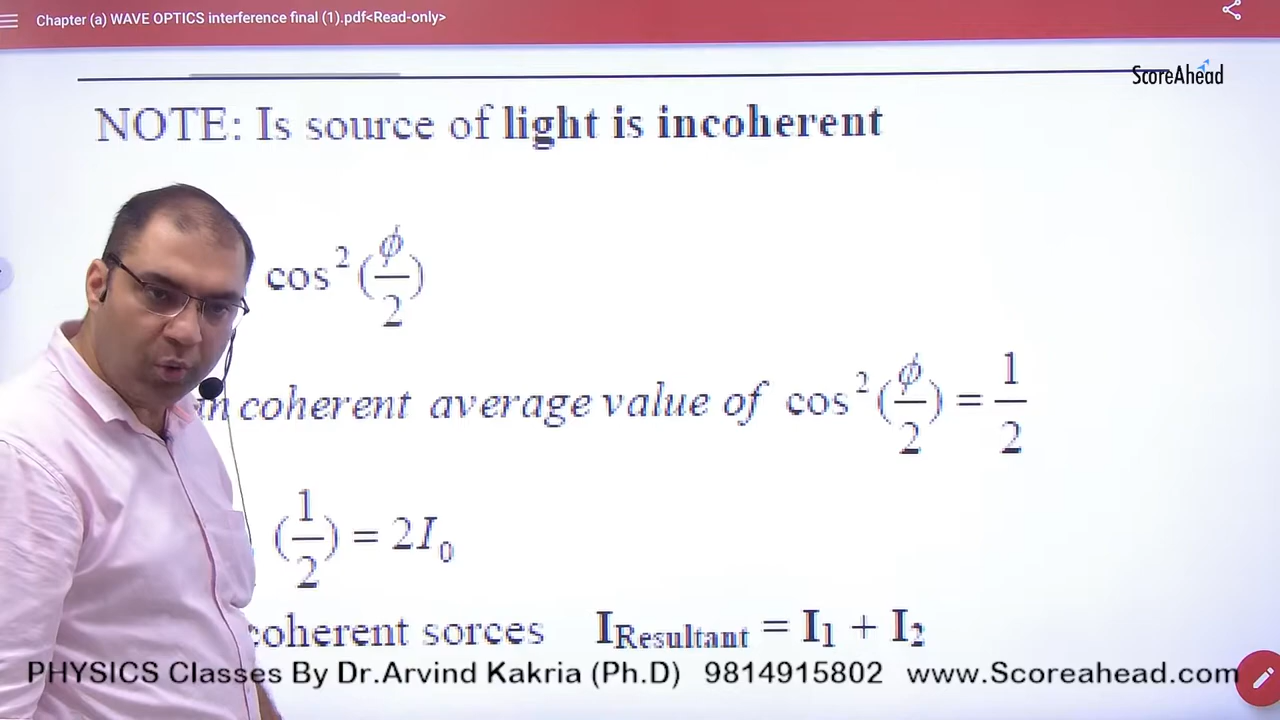 Chapter (a) WAVE OPTICS interference final (1).pdf<Read-only>
ScoreAhead
NOTE: Is source of light is incoherent
cos²(ϕ/2)
in coherent average value of cos²(ϕ/2) = 1/2
(1/2) = 2I₀
coherent sorces I_Resultant = I₁ + I₂
PHYSICS Classes By Dr.Arvind Kakria (Ph.D) 9814915802 www.Scoreahead.com